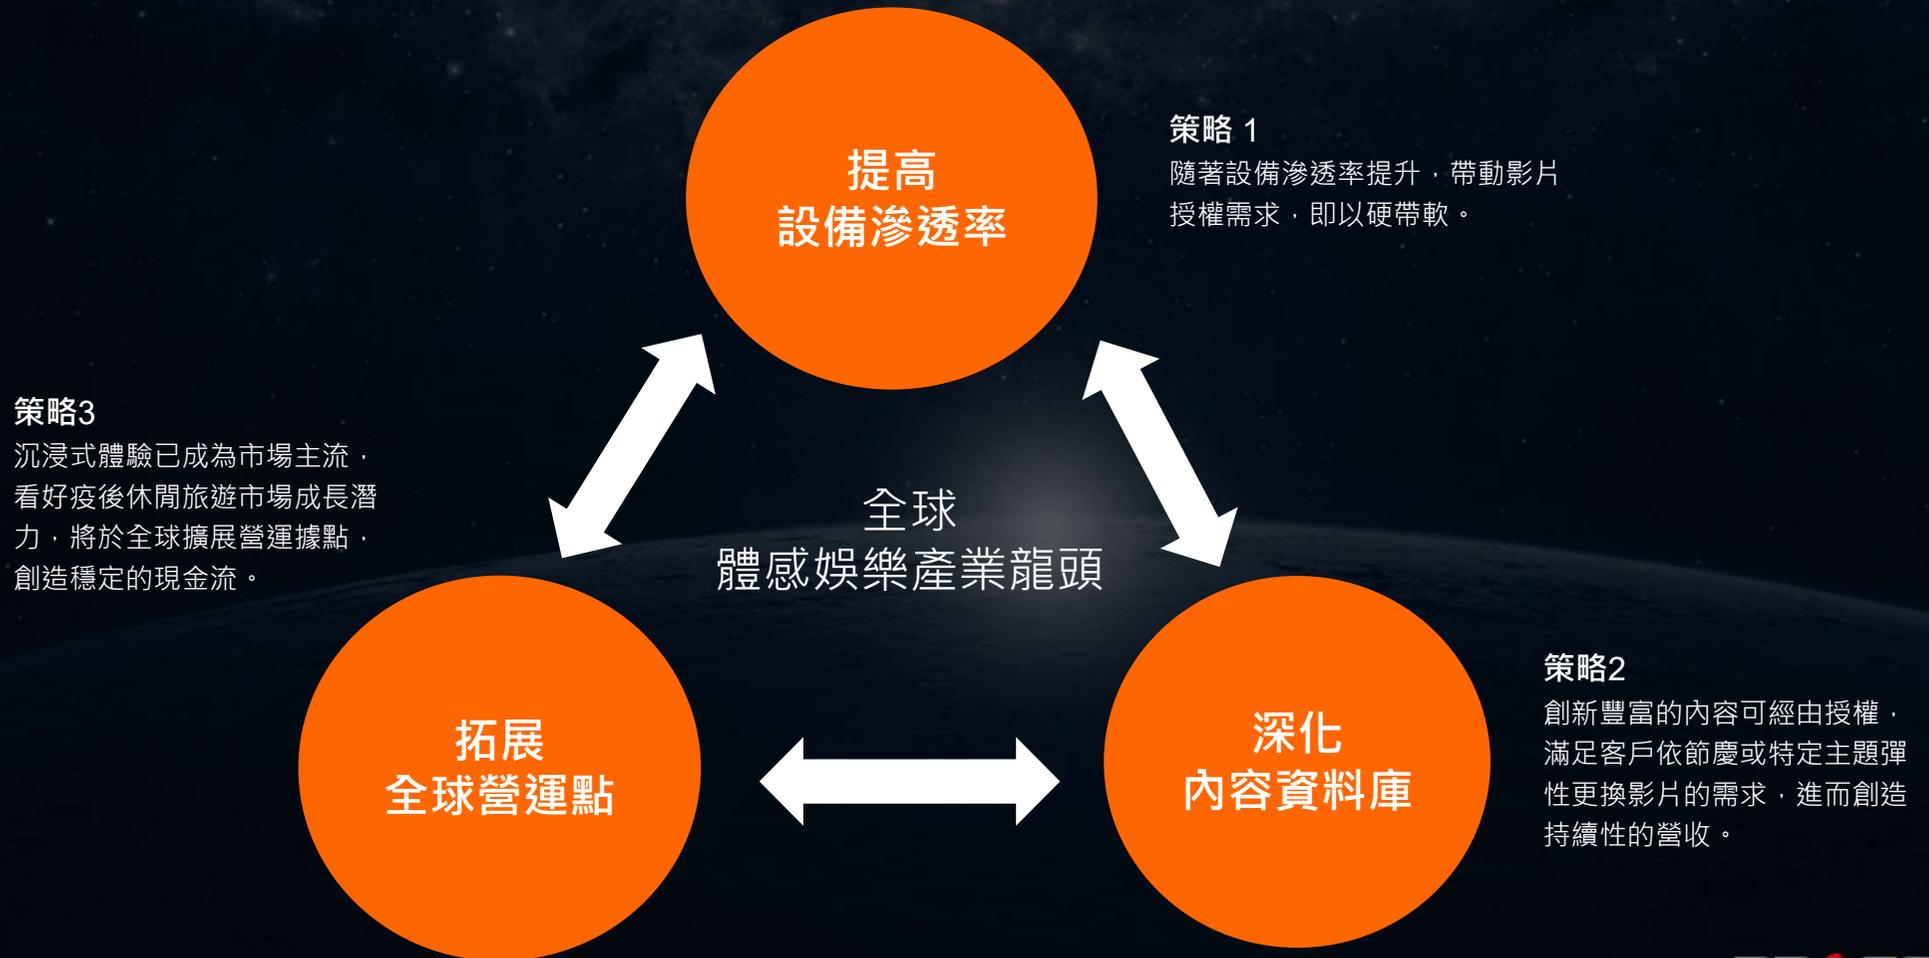 提高
設備滲透率
策略 1
隨著設備滲透率提升，帶動影片
授權需求，即以硬帶軟。
策略3
沉浸式體驗已成為市場主流，
看好疫後休閒旅遊市場成長潛
力，將於全球擴展營運據點，
創造穩定的現金流。
全球
體感娛樂產業龍頭
拓展
全球營運點
深化
內容資料庫
策略2
創新豐富的內容可經由授權，
滿足客戶依節慶或特定主題彈
性更換影片的需求，進而創造
持續性的營收。